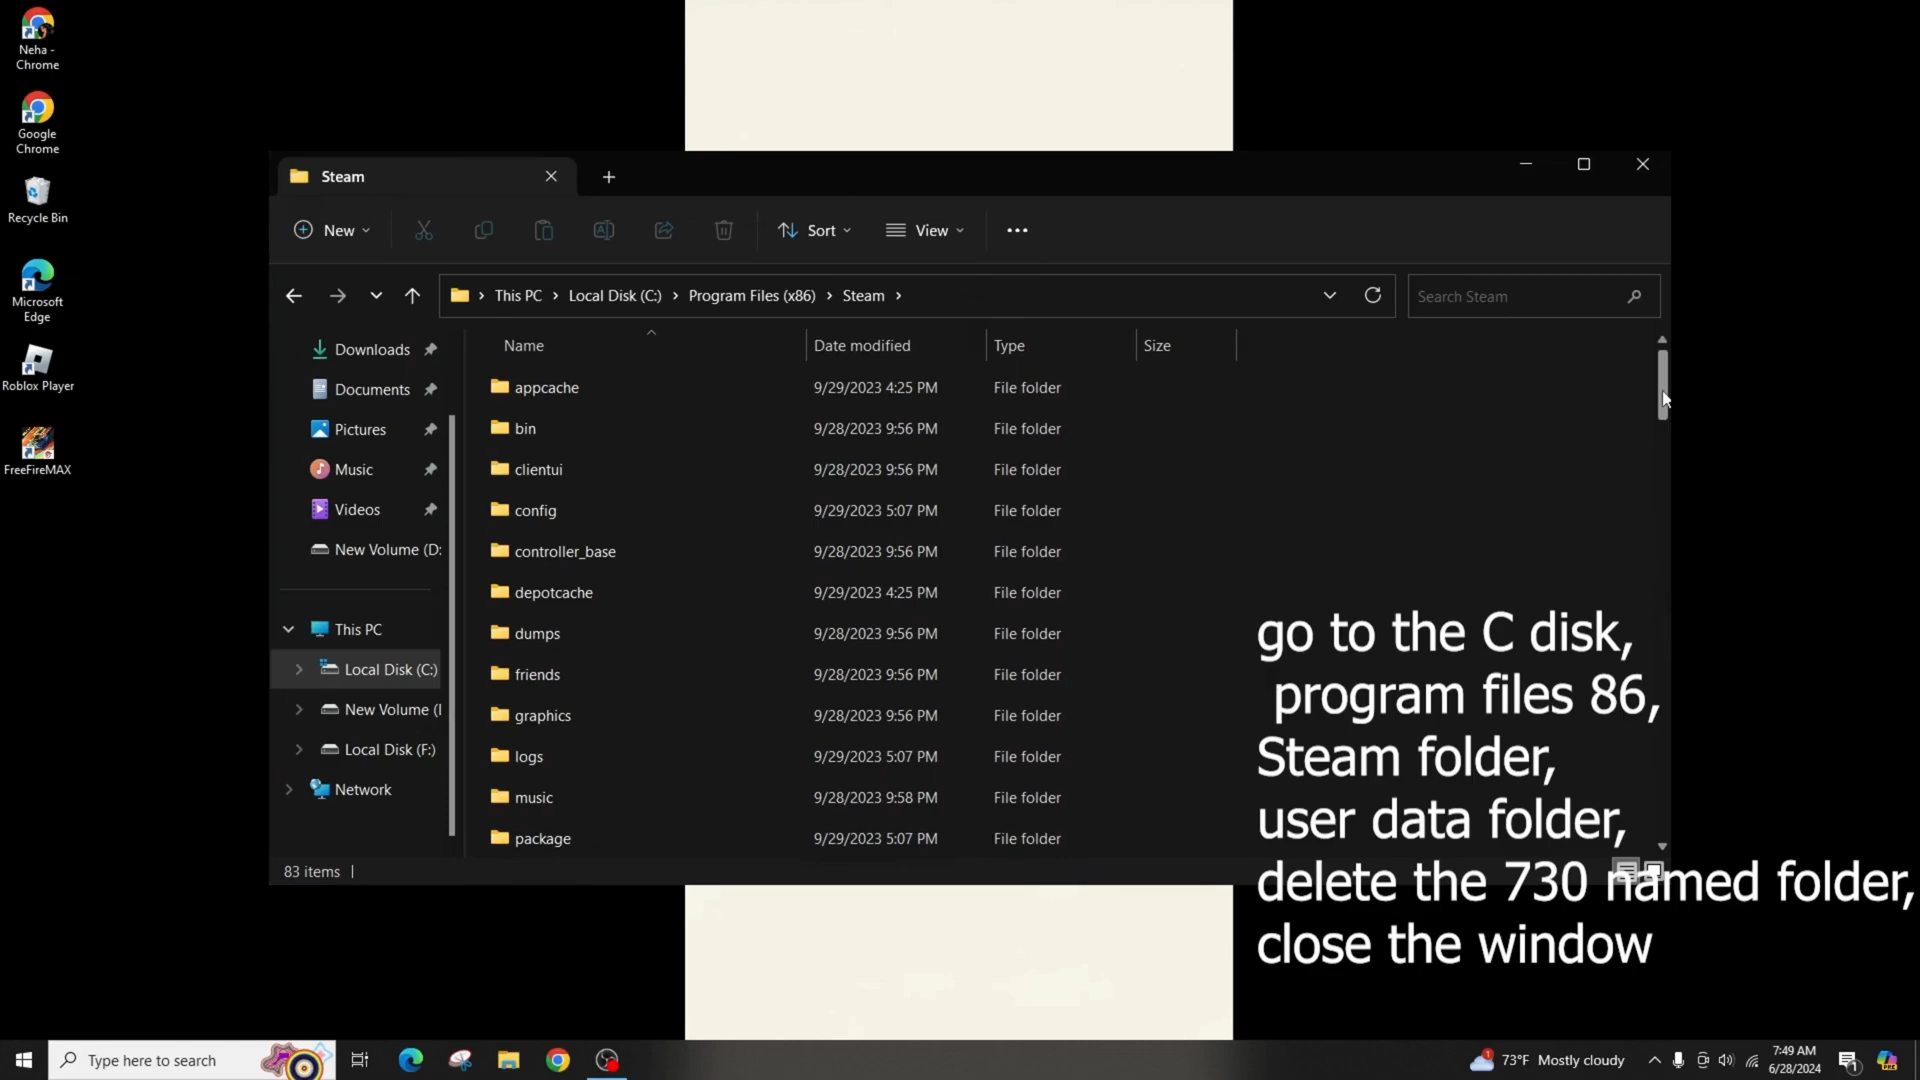 Neha -
Chrome
Google
Chrome
Recycle Bin
Microsoft
Edge
Roblox Player
FreeFireMAX
Steam
New
Sort
View
This PC
Local Disk (C:)
Program Files (x86)
Steam
Search Steam
Downloads
Documents
Pictures
Music
Videos
New Volume (D:
This PC
Local Disk (C:)
New Volume (I
Local Disk (F:)
Network
Name Date modified Type Size
appcache 9/29/2023 4:25 PM File folder
bin 9/28/2023 9:56 PM File folder
clientui 9/28/2023 9:56 PM File folder
config 9/29/2023 5:07 PM File folder
controller_base 9/28/2023 9:56 PM File folder
depotcache 9/29/2023 4:25 PM File folder
dumps 9/28/2023 9:56 PM File folder
friends 9/28/2023 9:56 PM File folder
graphics 9/28/2023 9:56 PM File folder
logs 9/29/2023 5:07 PM File folder
music 9/28/2023 9:58 PM File folder
package 9/29/2023 5:07 PM File folder
83 items
go to the C disk,
program files 86,
Steam folder,
user data folder,
delete the 730 named folder,
close the window
Type here to search
73°F Mostly cloudy
7:49 AM
6/28/2024
1
1
PRE